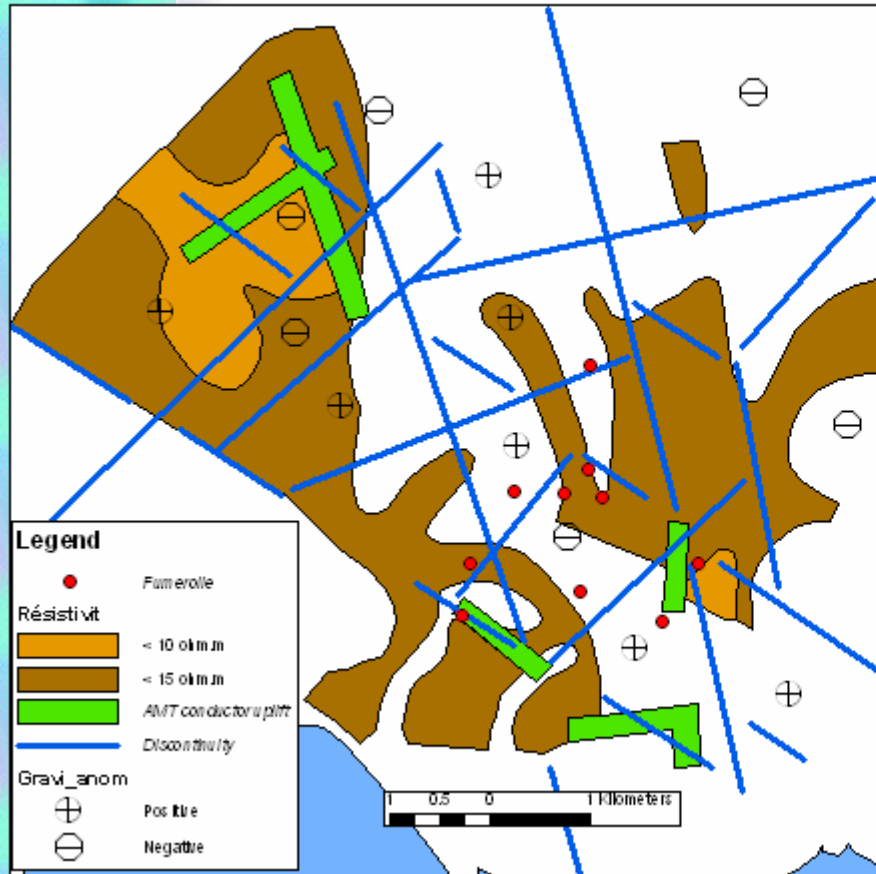 Legend
Fumerolle
Résistivit
< 10 ohm.m
< 15 ohm.m
AMT conductor uplift
Discontinuity
Gravi_anom
Positive
Negative
1 0.5 0 1 Kilometers